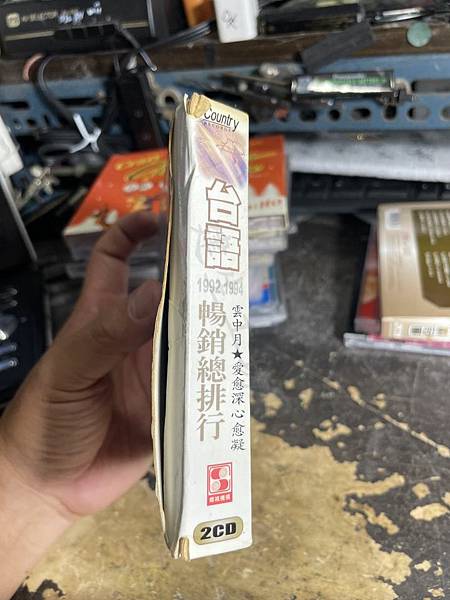 Country
RECORDS
台語
1992 1994
暢銷總排行
雲中月★愛愈深心愈凝
2CD